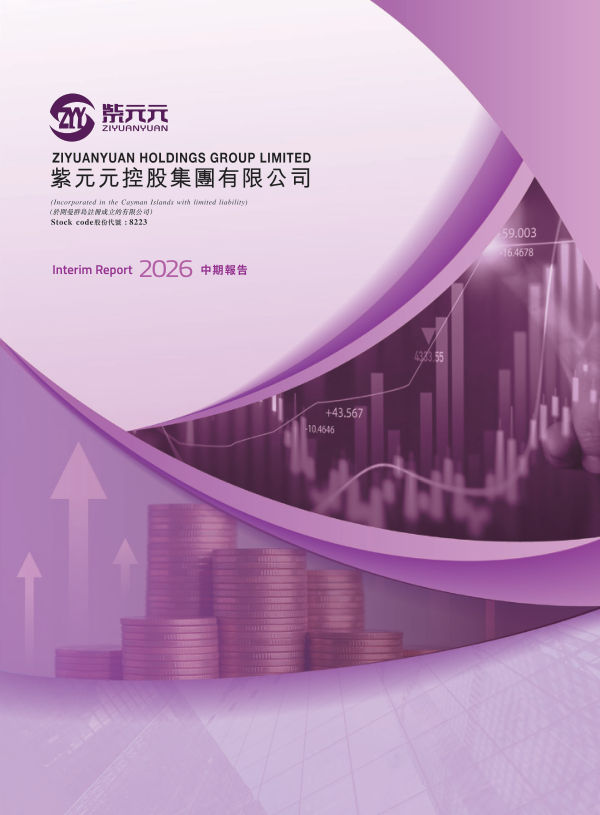 ZYY
紫元元
ZIYUANYUAN
ZIYUANYUAN HOLDINGS GROUP LIMITED
紫元元控股集團有限公司
(Incorporated in the Cayman Islands with limited liability)
(於開曼群島註冊成立的有限公司)
Stock code股份代號 : 8223
Interim Report 2026 中期報告
+59.003
-16.4678
4333.55
+43.567
-10.4646